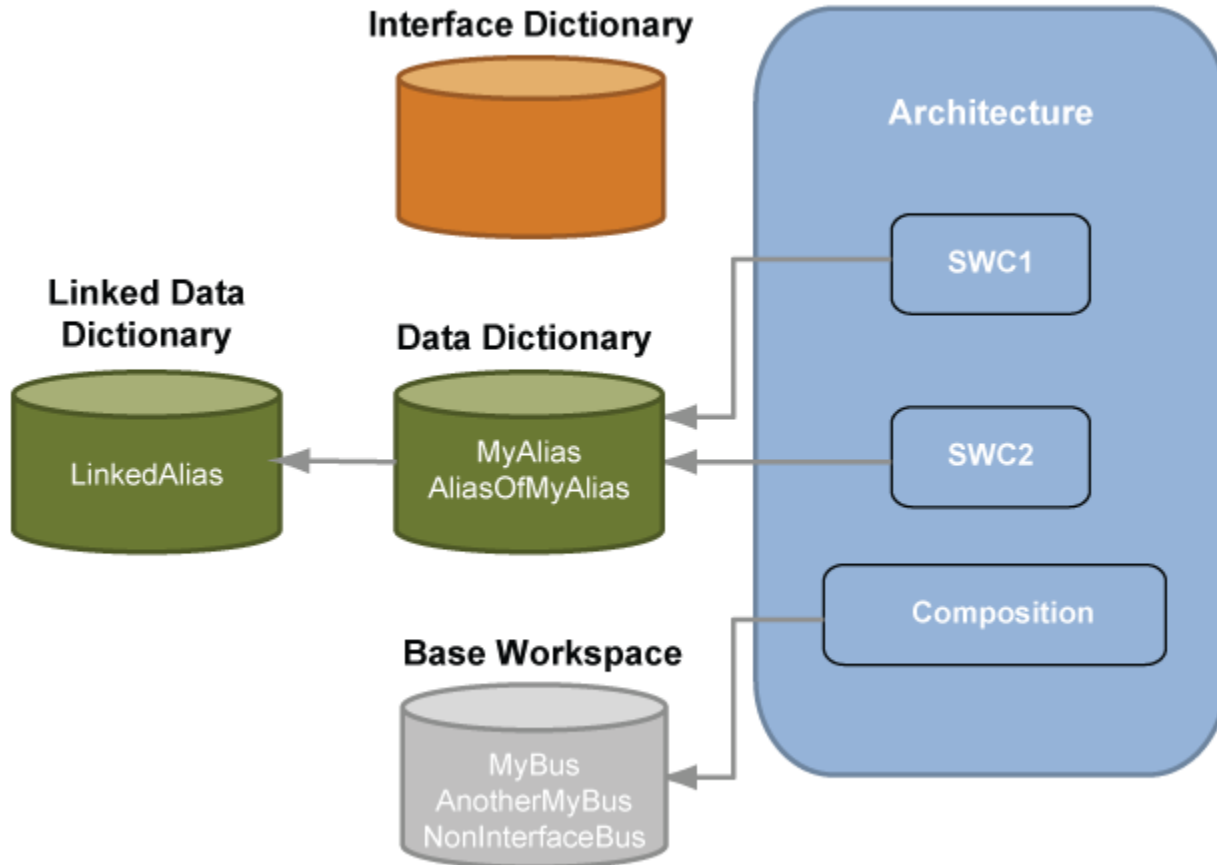 Interface Dictionary
Architecture
SWC1
Linked Data
Dictionary
Data Dictionary
LinkedAlias
MyAlias
AliasOfMyAlias
SWC2
Composition
Base Workspace
MyBus
AnotherMyBus
NonInterfaceBus